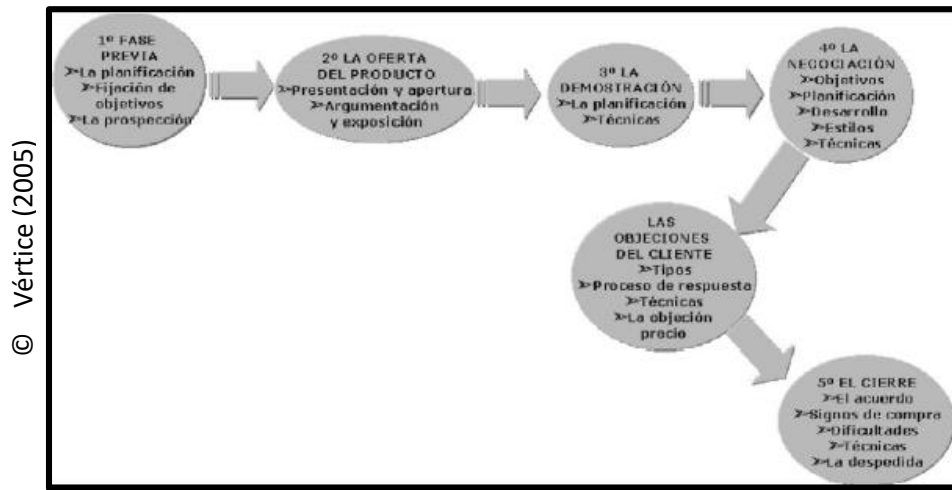 © Vértice (2005)
1º FASE
PREVIA
➢La planificación
➢Fijación de
objetivos
➢La prospección
2º LA OFERTA
DEL PRODUCTO
➢Presentación y apertura
➢Argumentación
y exposición
3º LA
DEMOSTRACIÓN
➢La planificación
➢Técnicas
4º LA
NEGOCIACIÓN
➢Objetivos
➢Planificación
➢Desarrollo
➢Estilos
➢Técnicas
LAS
OBJECIONES
DEL CLIENTE
➢Tipos
➢Proceso de respuesta
➢Técnicas
➢La objeción
precio
5º EL CIERRE
➢El acuerdo
➢Signos de compra
➢Dificultades
➢Técnicas
➢La despedida